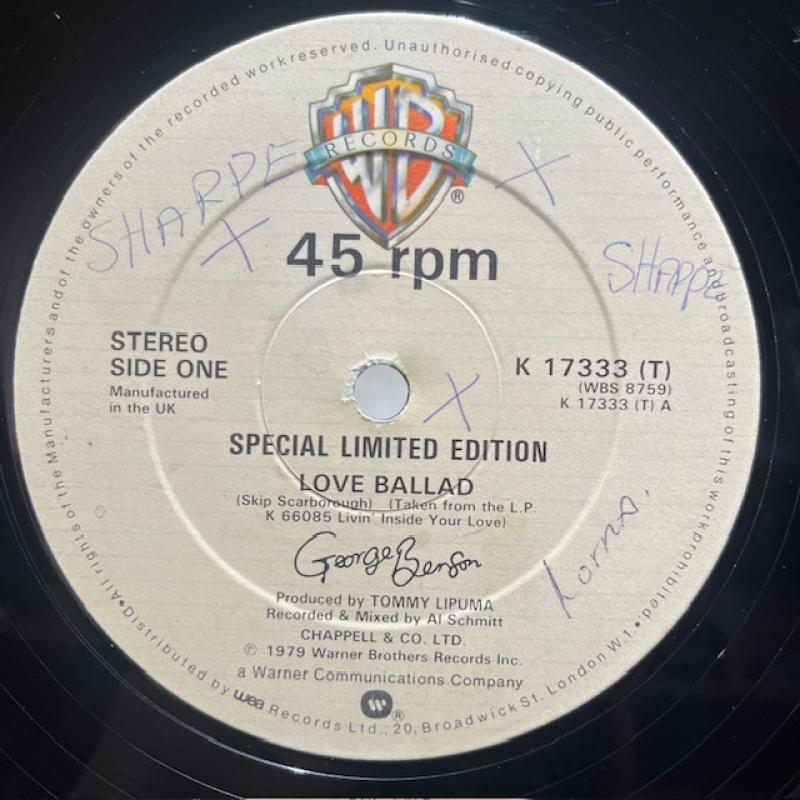 All rights of the Manufacturers and of the owners of the recorded work reserved. Unauthorised copying public performance and broadcasting of this work prohibited.
WB
RECORDS
®
SHARPE
X
X
45 rpm
SHARPE
STEREO
SIDE ONE
Manufactured
in the UK
K 17333 (T)
(WBS 8759)
K 17333 (T) A
X
SPECIAL LIMITED EDITION
LOVE BALLAD
(Skip Scarborough) (Taken from the L.P.
K 66085 Livin' Inside Your Love)
George Benson
Lorna.
Produced by TOMMY LIPUMA
Recorded & Mixed by Al Schmitt
CHAPPELL & CO. LTD.
© 1979 Warner Brothers Records Inc.
a Warner Communications Company
®
•Distributed by wea Records Ltd., 20, Broadwick St. London W.1.•